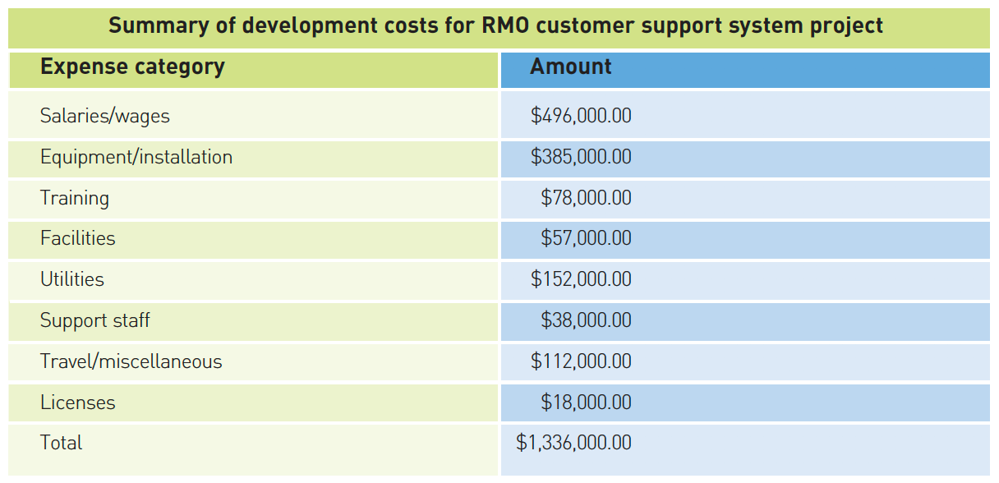 Summary of development costs for RMO customer support system project
Expense category Amount
Salaries/wages $496,000.00
Equipment/installation $385,000.00
Training $78,000.00
Facilities $57,000.00
Utilities $152,000.00
Support staff $38,000.00
Travel/miscellaneous $112,000.00
Licenses $18,000.00
Total $1,336,000.00